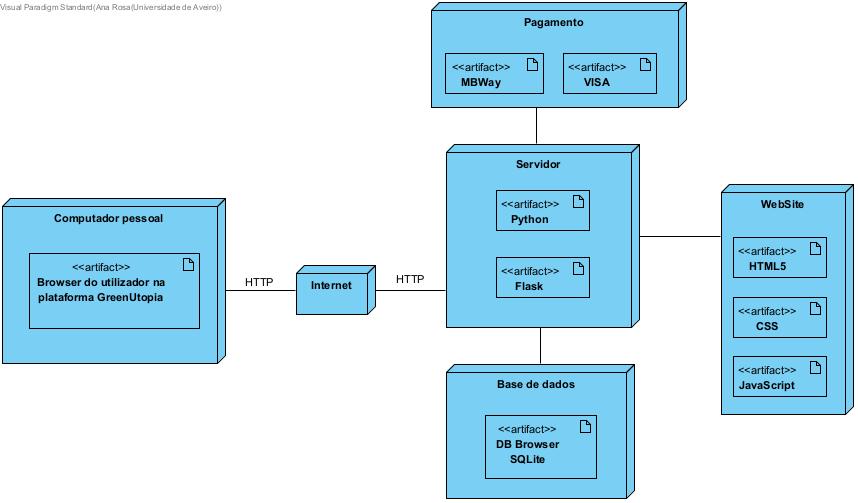 Visual Paradigm Standard(Ana Rosa(Universidade de Aveiro))
Pagamento
<<artifact>>
MBWay
<<artifact>>
VISA
Servidor
<<artifact>>
Python
<<artifact>>
Flask
WebSite
<<artifact>>
HTML5
<<artifact>>
CSS
<<artifact>>
JavaScript
Computador pessoal
<<artifact>>
Browser do utilizador na
plataforma GreenUtopia
HTTP
Internet
HTTP
Base de dados
<<artifact>>
DB Browser
SQLite